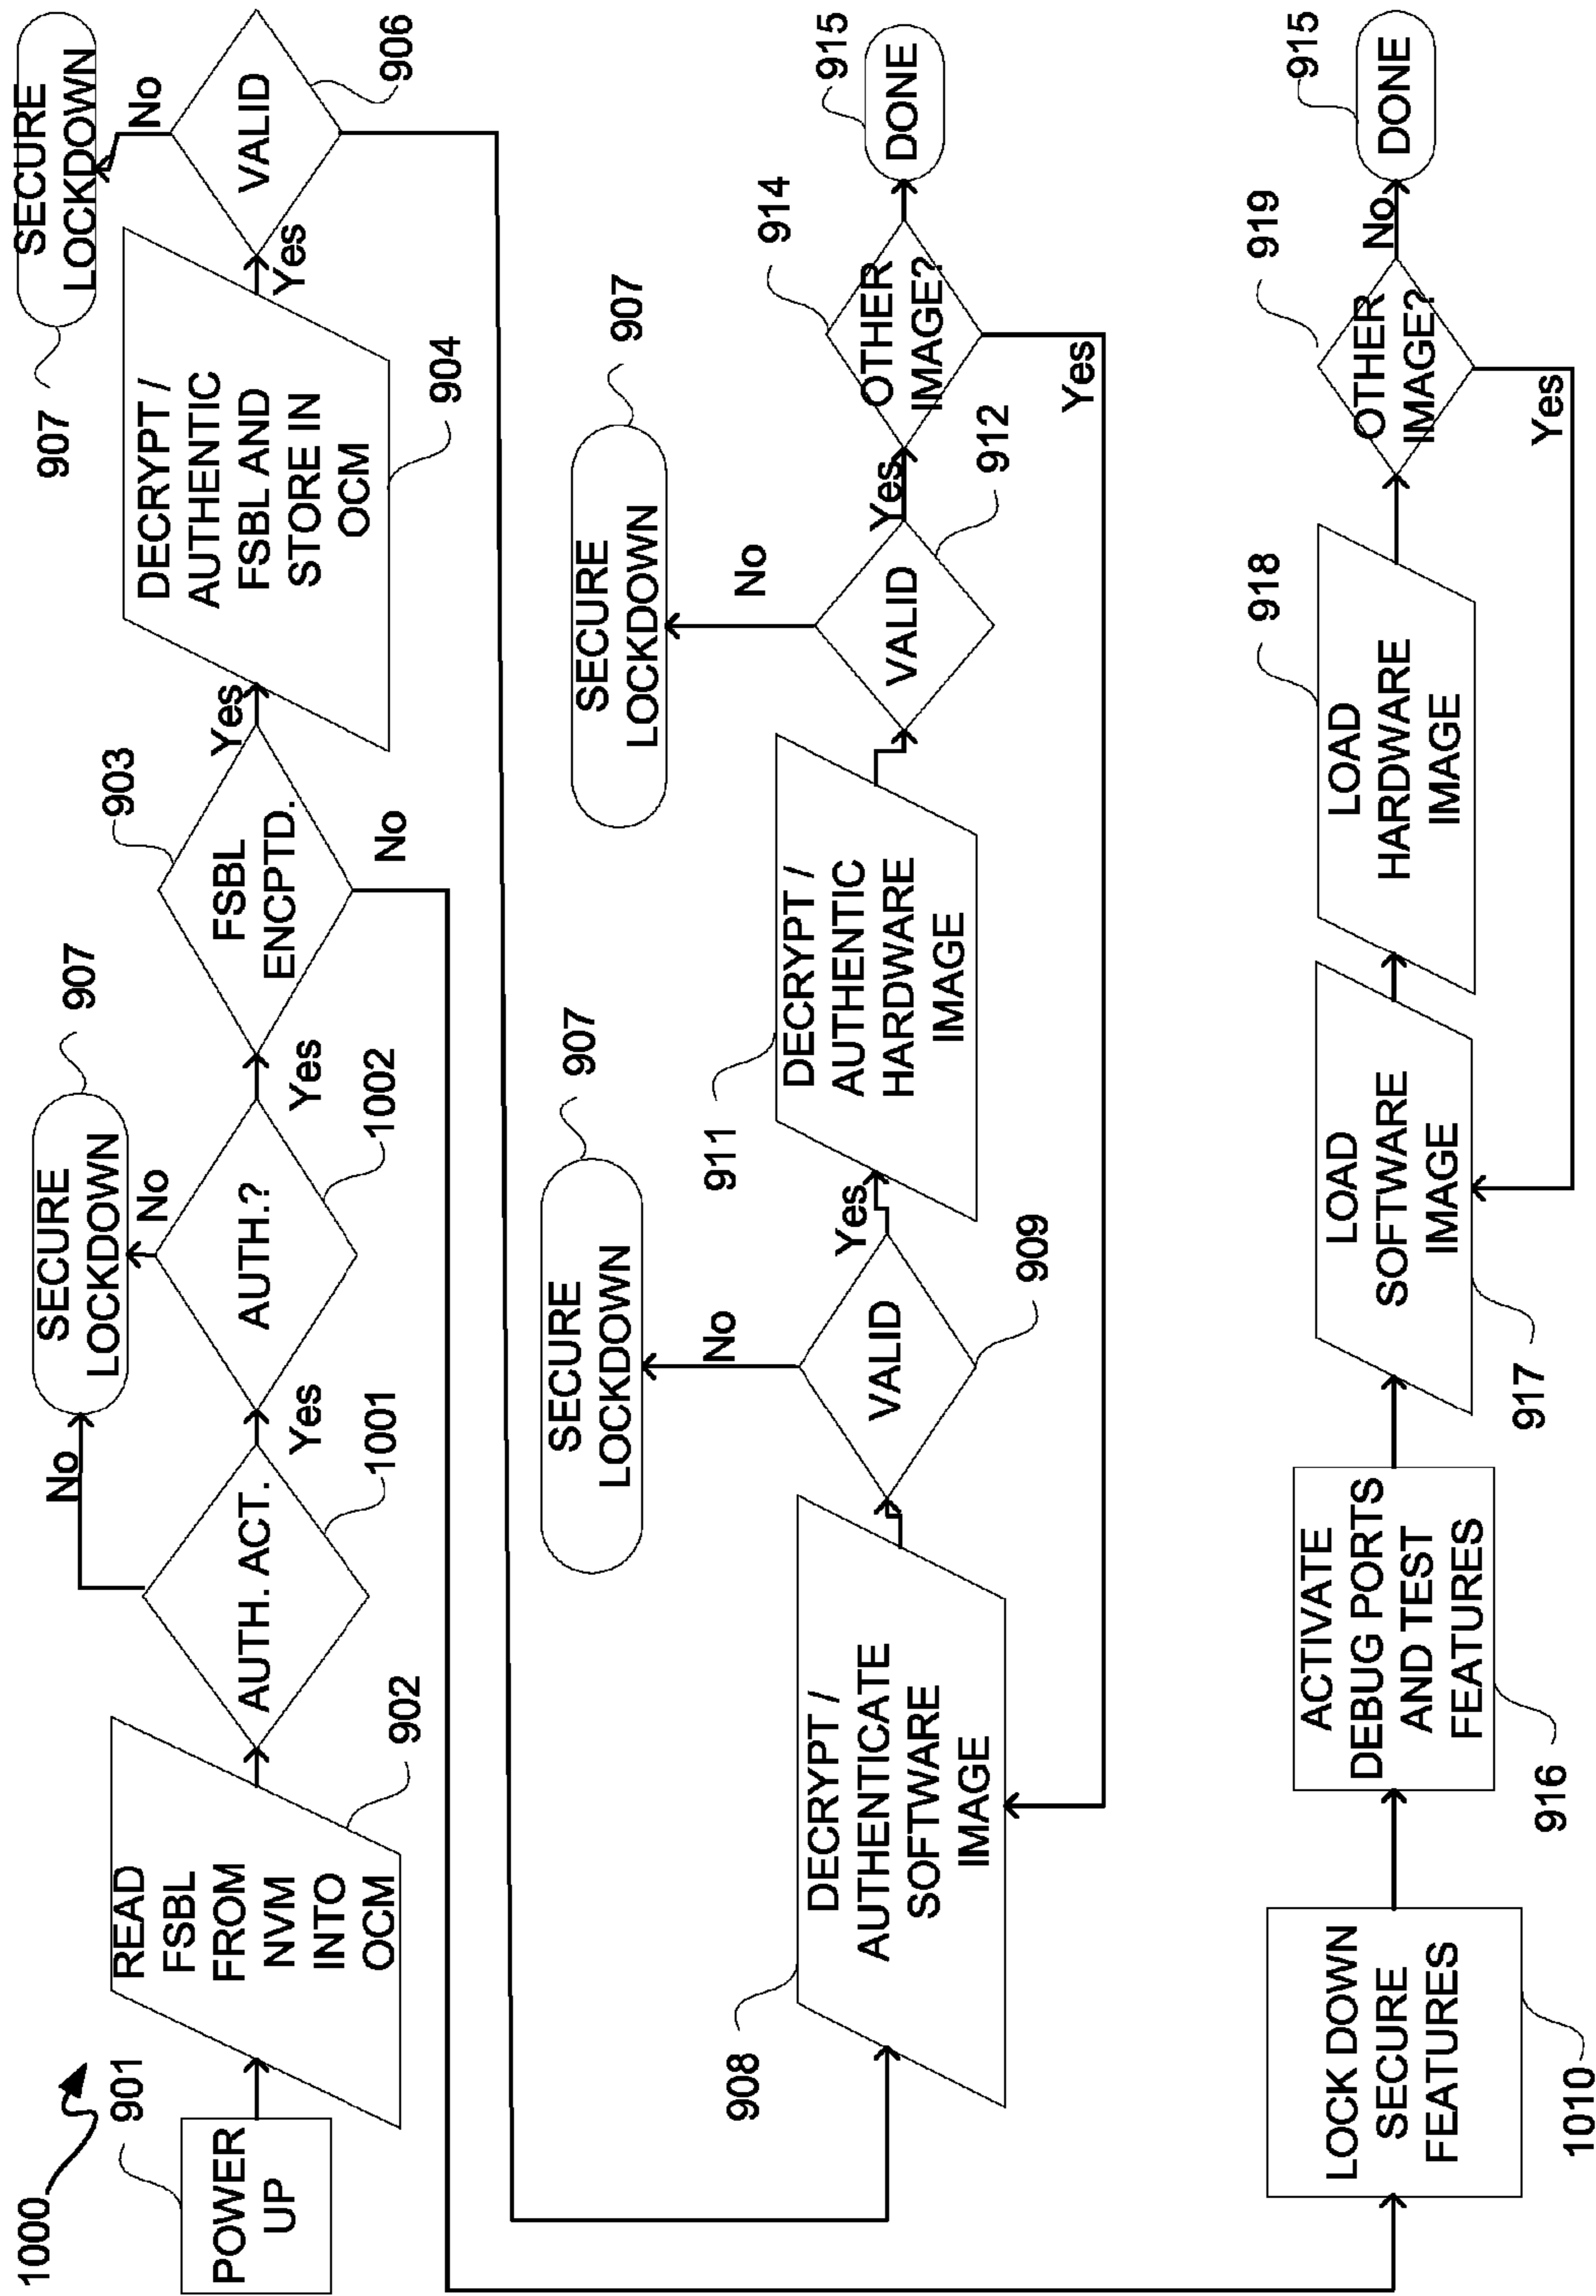 1000
901
POWER
UP
READ
FSBL
FROM
NVM
INTO
OCM
902
AUTH. ACT.
1001
No
Yes
AUTH.?
1002
No
SECURE
LOCKDOWN
907
Yes
FSBL
ENCPTD.
903
No
Yes
DECRYPT /
AUTHENTIC
FSBL AND
STORE IN
OCM
904
Yes
VALID
906
No
SECURE
LOCKDOWN
907
908
DECRYPT /
AUTHENTICATE
SOFTWARE
IMAGE
VALID
909
No
SECURE
LOCKDOWN
907
Yes
911
DECRYPT /
AUTHENTIC
HARDWARE
IMAGE
VALID
912
No
SECURE
LOCKDOWN
907
Yes
OTHER
IMAGE?
914
Yes
DONE
915
LOCK DOWN
SECURE
FEATURES
1010
ACTIVATE
DEBUG PORTS
AND TEST
FEATURES
916
LOAD
SOFTWARE
IMAGE
917
LOAD
HARDWARE
IMAGE
918
OTHER
IMAGE?
919
Yes
No
DONE
915